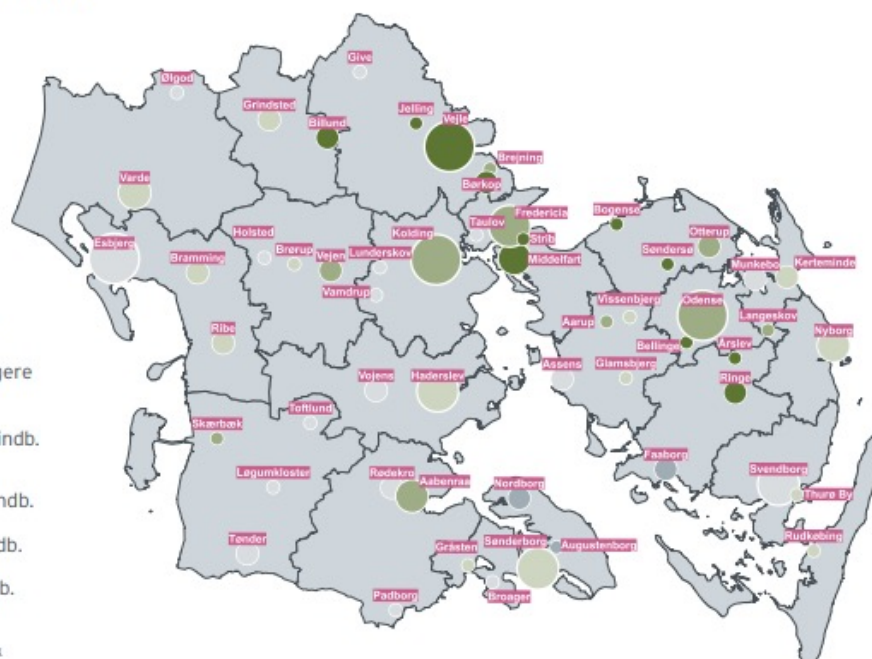 Give
Ølgod
Grindsted
Jelling
Vejle
Billund
Brejning
Børkop
Varde
Bogense
Fredericia
Taulov
Kolding
Strib
Otterup
Esbjerg
Holsted
Brørup
Vejen
Lunderskov
Middelfart
Søndersø
Munkebo
Kerteminde
Bramming
Vamdrup
Vissenbjerg
Odense
Aarup
Langeskov
Ribe
Nyborg
Bellinge
Årslev
Assens
Glamsbjerg
gere
Vojens
Haderslev
Ringe
Toftlund
Skærbæk
indb.
Faaborg
Løgumkloster
Rødekro
Aabenraa
Nordborg
Svendborg
Thurø By
ndb.
Rudkøbing
Tønder
Gråsten
Sønderborg
Augustenborg
db.
Padborg
Broager
b.